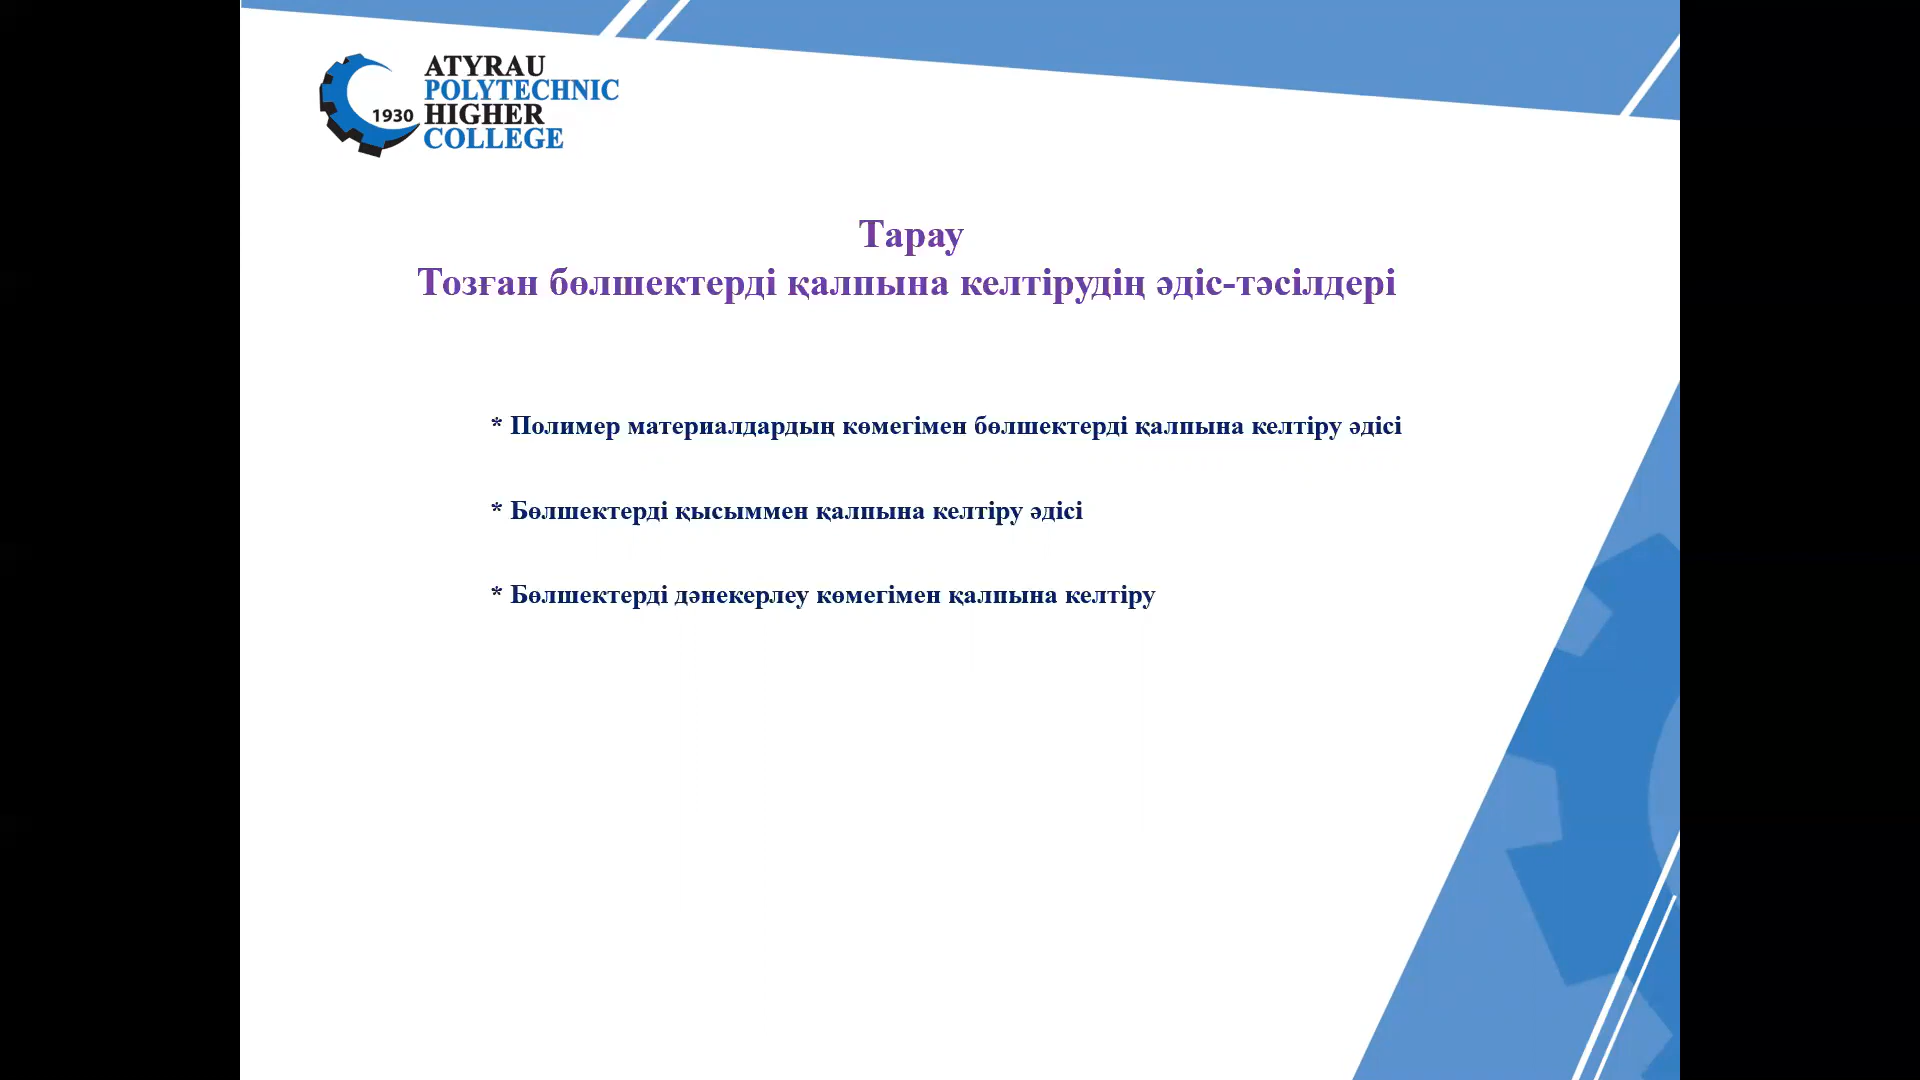 ATYRAU
POLYTECHNIC
1930 HIGHER
COLLEGE
Тарау
Тозған бөлшектерді қалпына келтірудің әдіс-тәсілдері
* Полимер материалдардың көмегімен бөлшектерді қалпына келтіру әдісі
* Бөлшектерді қысыммен қалпына келтіру әдісі
* Бөлшектерді дәнекерлеу көмегімен қалпына келтіру